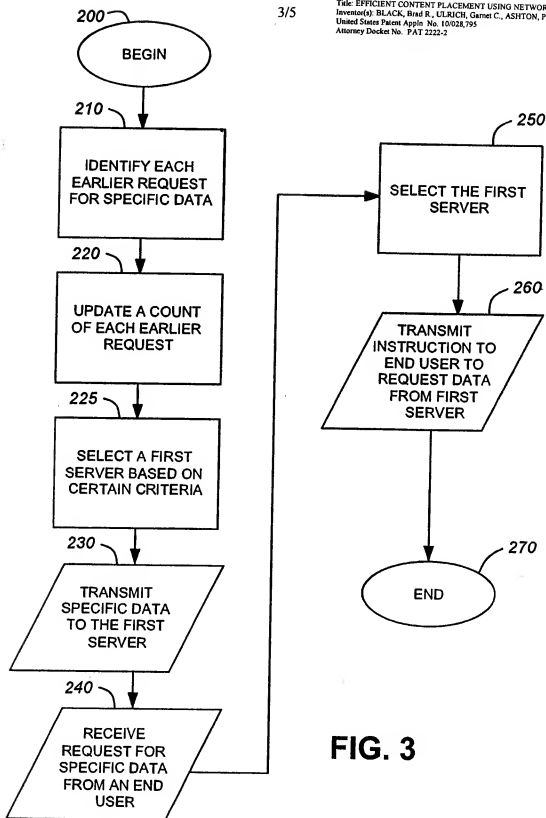 3/5
Title: EFFICIENT CONTENT PLACEMENT USING NETWOR
Inventor(s): BLACK, Brad R., ULRICH, Garnet C., ASHTON, P
United States Patent Appln No. 10/028,795
Attorney Docket No. PAT 2222-2
200
BEGIN
210
IDENTIFY EACH
EARLIER REQUEST
FOR SPECIFIC DATA
220
UPDATE A COUNT
OF EACH EARLIER
REQUEST
225
SELECT A FIRST
SERVER BASED ON
CERTAIN CRITERIA
230
TRANSMIT
SPECIFIC DATA
TO THE FIRST
SERVER
240
RECEIVE
REQUEST FOR
SPECIFIC DATA
FROM AN END
USER
250
SELECT THE FIRST
SERVER
260
TRANSMIT
INSTRUCTION TO
END USER TO
REQUEST DATA
FROM FIRST
SERVER
270
END
FIG. 3